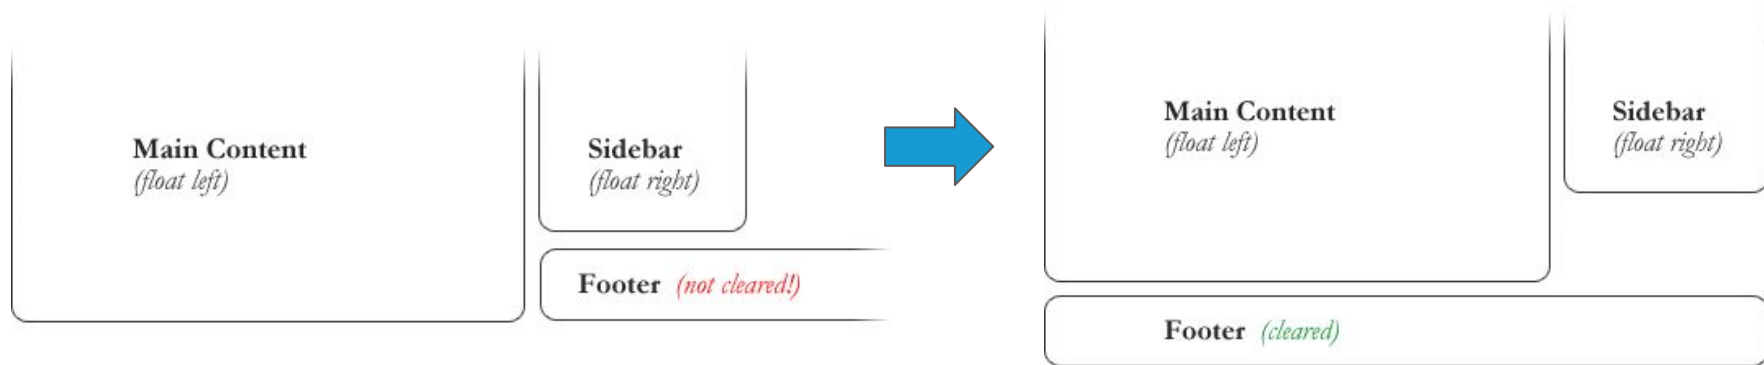 Main Content
(float left)
Sidebar
(float right)
Footer (not cleared!)
Main Content
(float left)
Sidebar
(float right)
Footer (cleared)